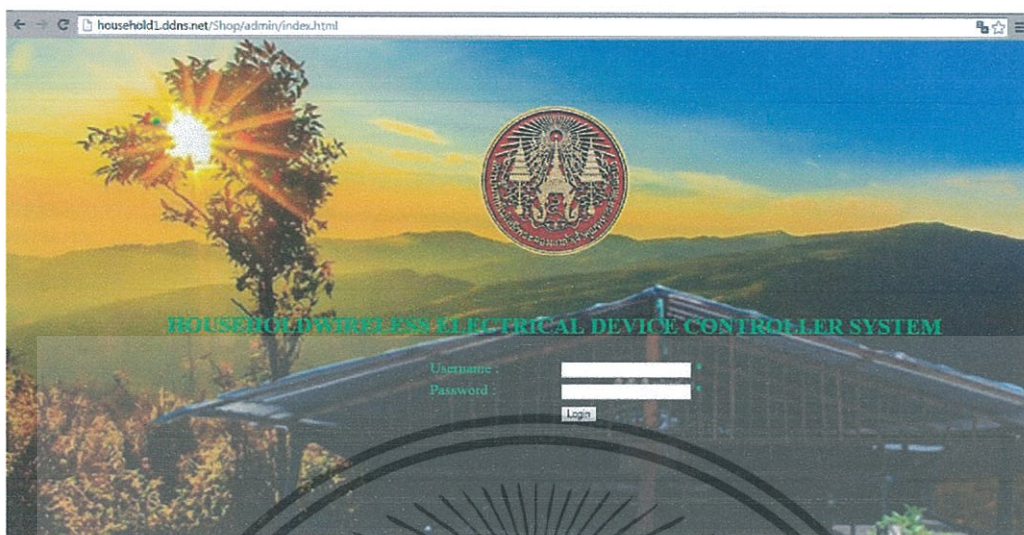 household1.ddns.net/Shop/admin/index.html
HOUSEHOLDWIRELESS ELECTRICAL DEVICE CONTROLLER SYSTEM
Username : *
Password : *
Login